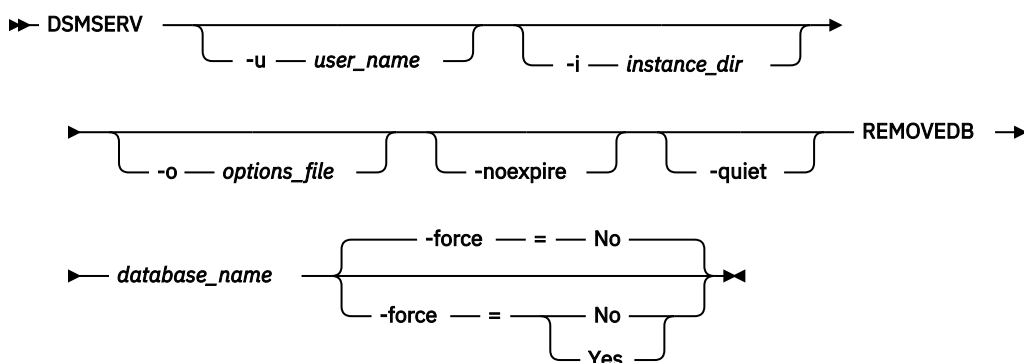 DSMSERV
-u user_name -i instance_dir
REMOVEDB
-o options_file -noexpire -quiet
-force = No
database_name
-force = No
Yes